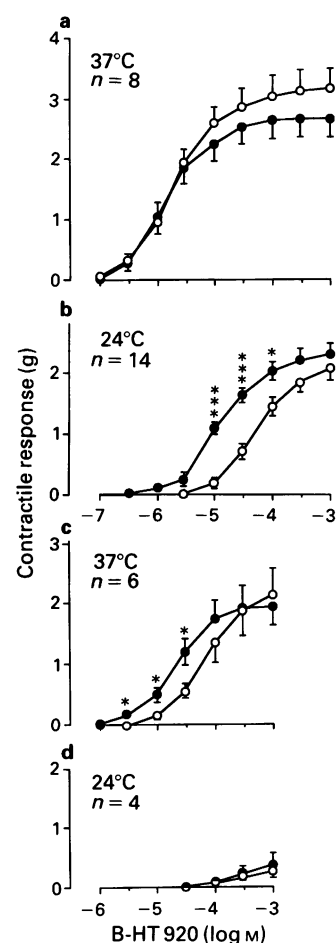 a
4
37°C
n = 8
3
2
1
0
b
24°C
n = 14
2
***
***
*
1
0
−7
−6
−5
−4
−3
c
3
37°C
n = 6
2
*
*
*
1
0
d
2
24°C
n = 4
1
0
−6
−5
−4
−3
B-HT 920 (log M)
Contractile response (g)